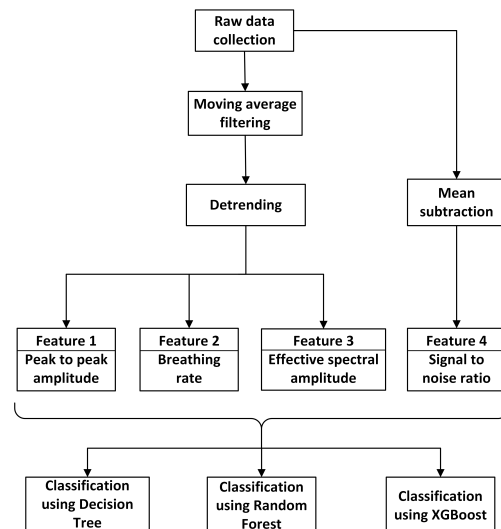 Raw data
collection
Moving average
filtering
Detrending
Mean
subtraction
Feature 1
Peak to peak
amplitude
Feature 2
Breathing
rate
Feature 3
Effective spectral
amplitude
Feature 4
Signal to
noise ratio
Classification
using Decision
Tree
Classification
using Random
Forest
Classification
using XGBoost